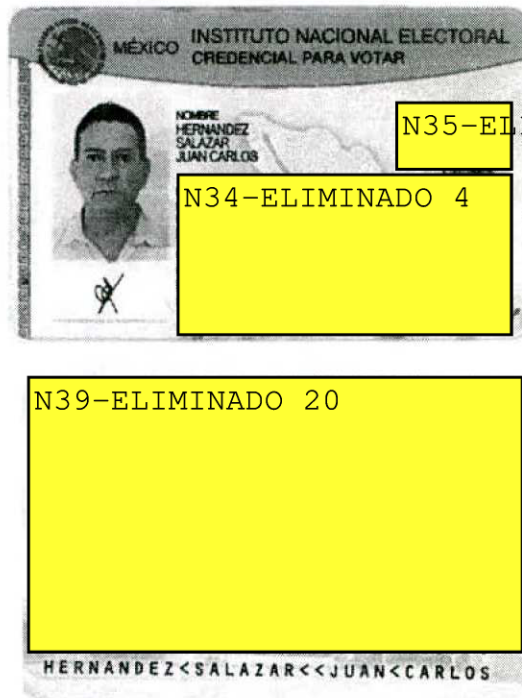 MÉXICO INSTITUTO NACIONAL ELECTORAL
CREDENCIAL PARA VOTAR
NOMBRE
HERNANDEZ
SALAZAR
JUAN CARLOS
N35-EL
N34-ELIMINADO 4
N39-ELIMINADO 20
HERNANDEZ<SALAZAR<<JUAN<CARLOS